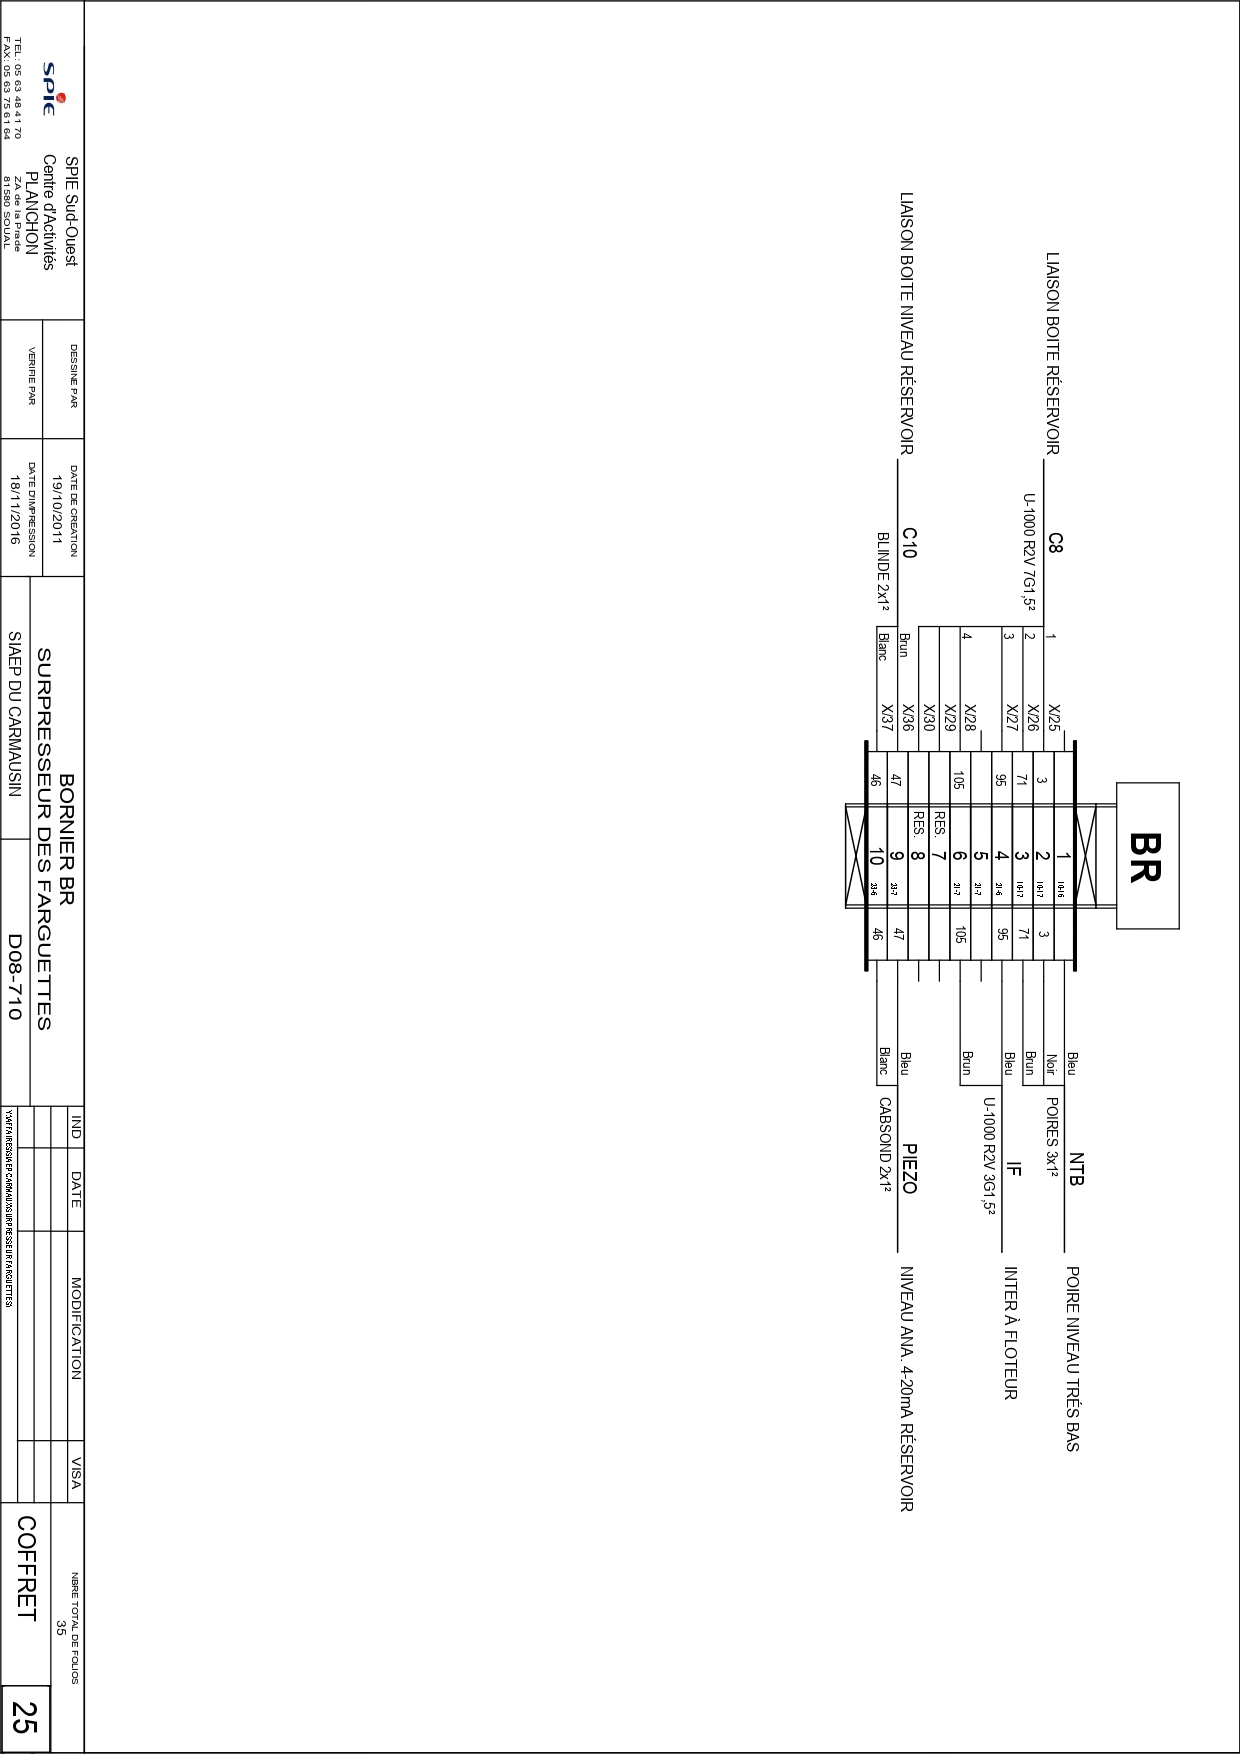 BR
LIAISON BOITE RÉSERVOIR
C8
U-1000 R2V 7G1,5²
1
2
3
4
X/25
X/26
X/27
X/28
X/29
X/30
LIAISON BOITE NIVEAU RÉSERVOIR
C10
BLINDE 2x1²
Brun
Blanc
X/36
X/37
1 10-16
3 2 10-17 3
71 3 10-17 71
95 4 21-6 95
5 21-7
105 6 21-7 105
RES. 7
RES. 8
47 9 23-7 47
46 10 23-6 46
Bleu
Noir
Brun
NTB
POIRES 3x1²
POIRE NIVEAU TRÉS BAS
Bleu
Brun
IF
U-1000 R2V 3G1,5²
INTER À FLOTEUR
Bleu
Blanc
PIEZO
CABSOND 2x1²
NIVEAU ANA. 4-20mA RÉSERVOIR
SPIE
SPIE Sud-Ouest
Centre d'Activités
PLANCHON
TEL: 05 63 48 41 70
FAX: 05 63 75 61 64
ZA de la Prade
81580 SOUAL
DESSINE PAR
VERIFIE PAR
DATE DE CREATION
19/10/2011
DATE D'IMPRESSION
18/11/2016
BORNIER BR
SURPRESSEUR DES FARGUETTES
SIAEP DU CARMAUSIN
D08-710
IND
DATE
MODIFICATION
VISA
NBRE TOTAL DE FOLIOS
35
COFFRET
25